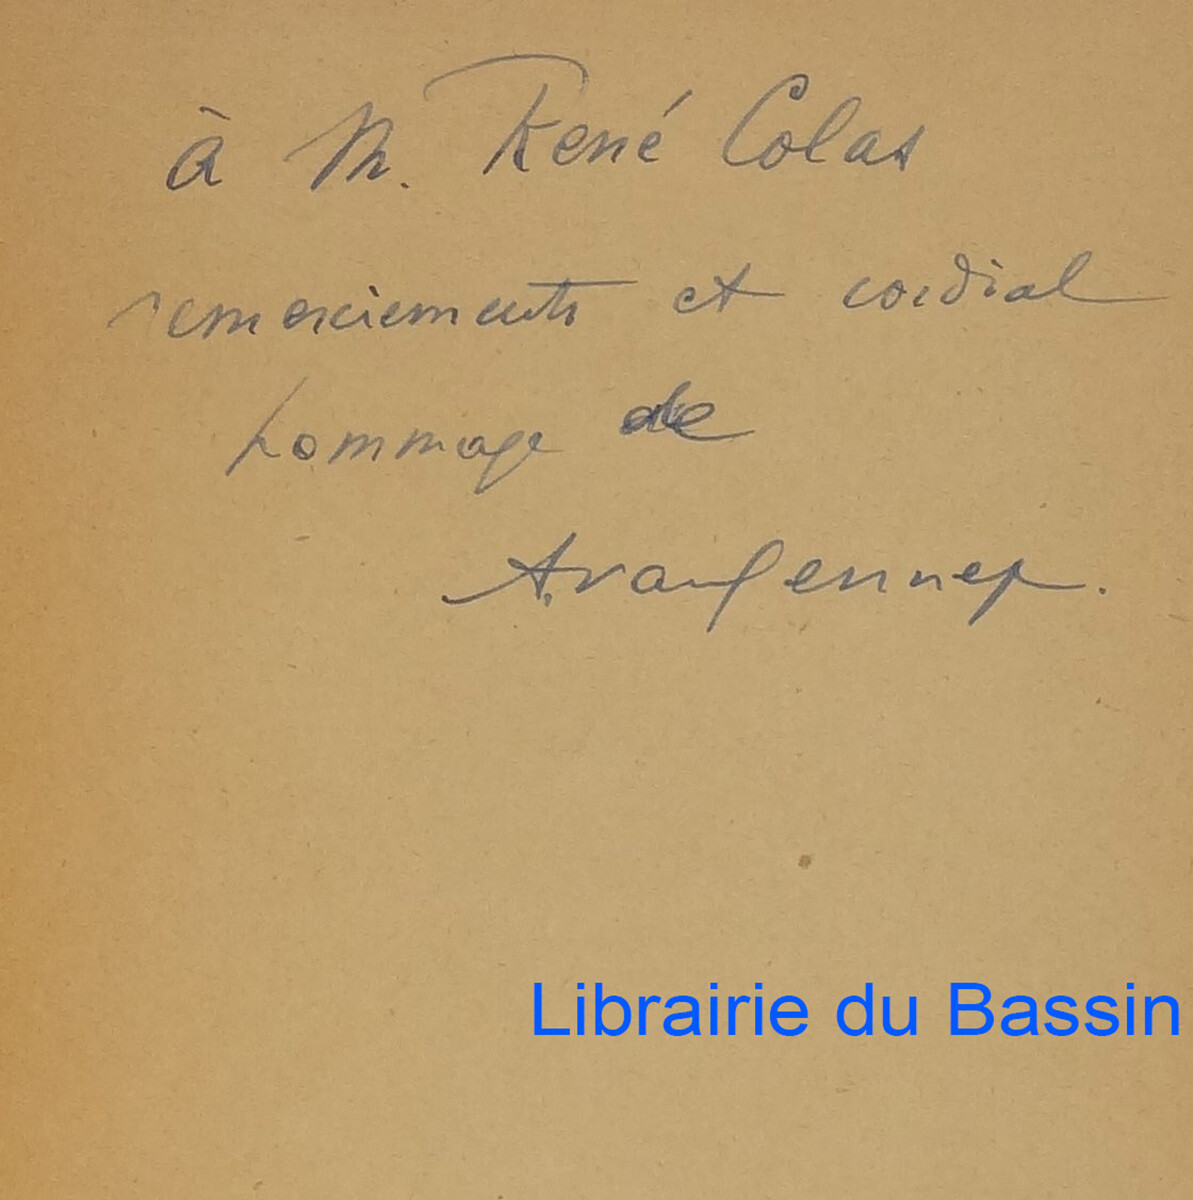 à M. René Colas
remerciements et cordial
hommage de
A. van Gennep.
Librairie du Bassin